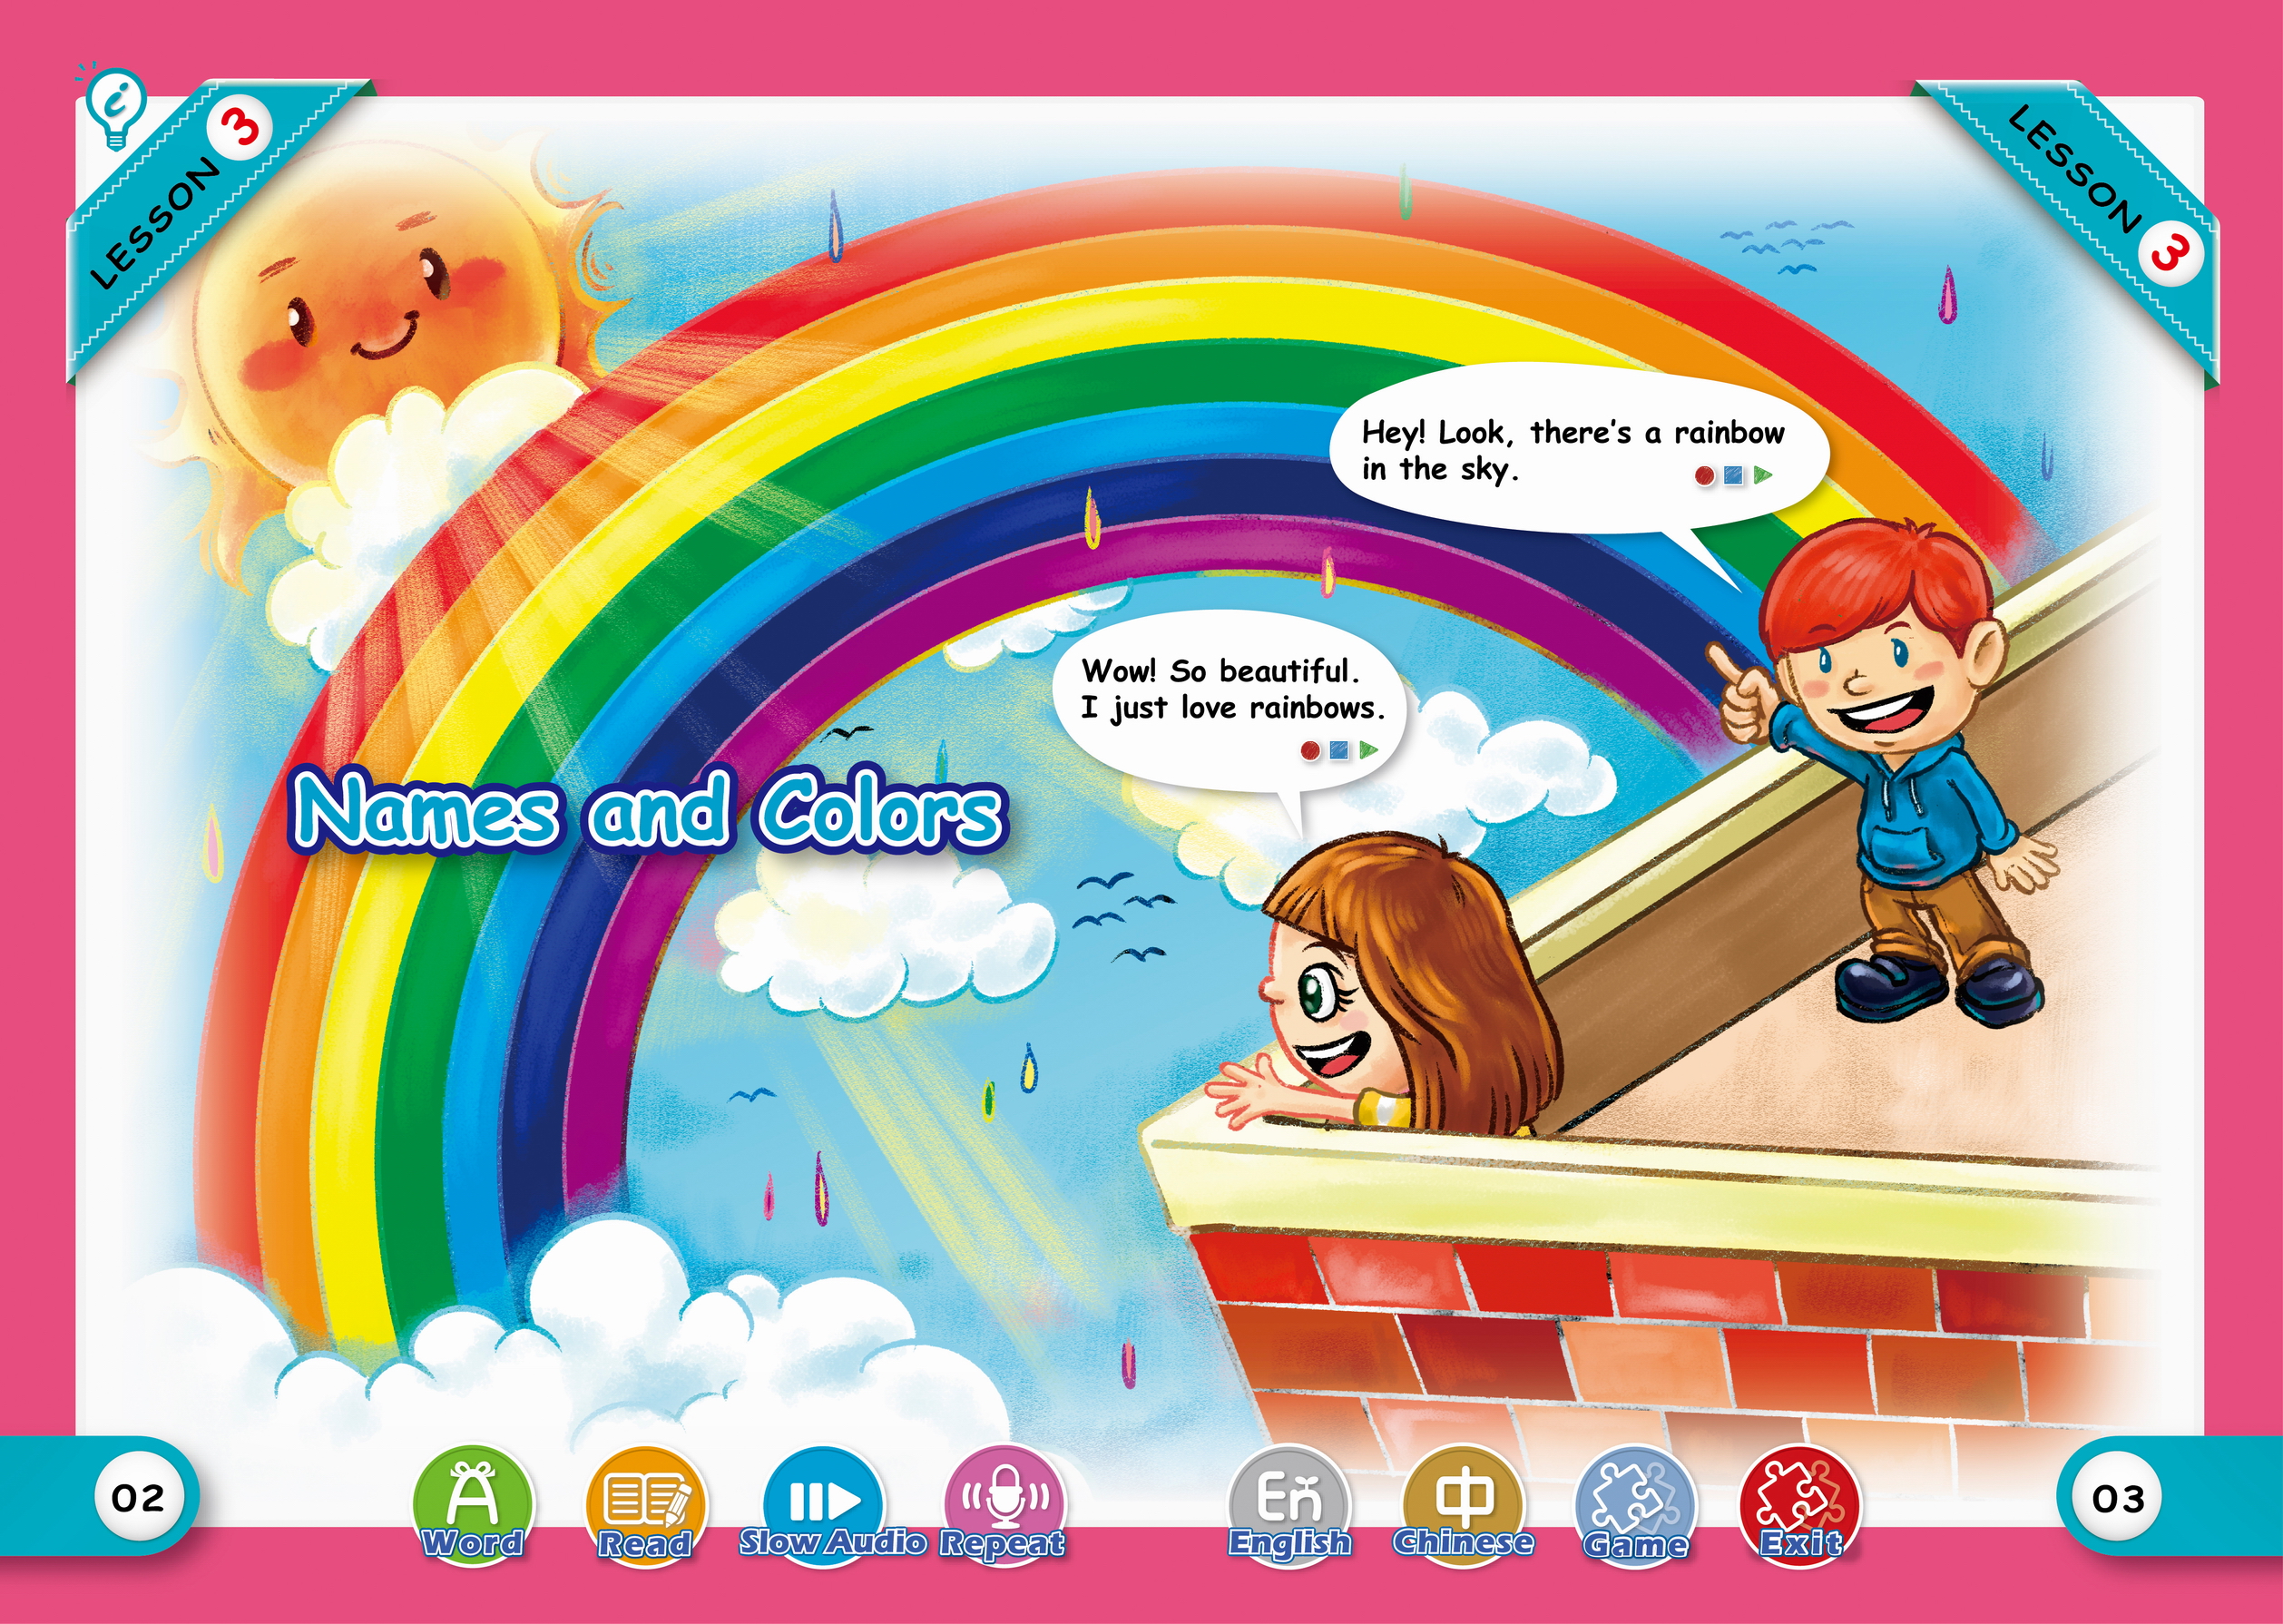 LESSON 3
LESSON 3
Hey! Look, there's a rainbow
in the sky.
Wow! So beautiful.
I just love rainbows.
Names and Colors
02
Word
Read
Slow Audio
Repeat
En
English
中
Chinese
Game
Exit
03